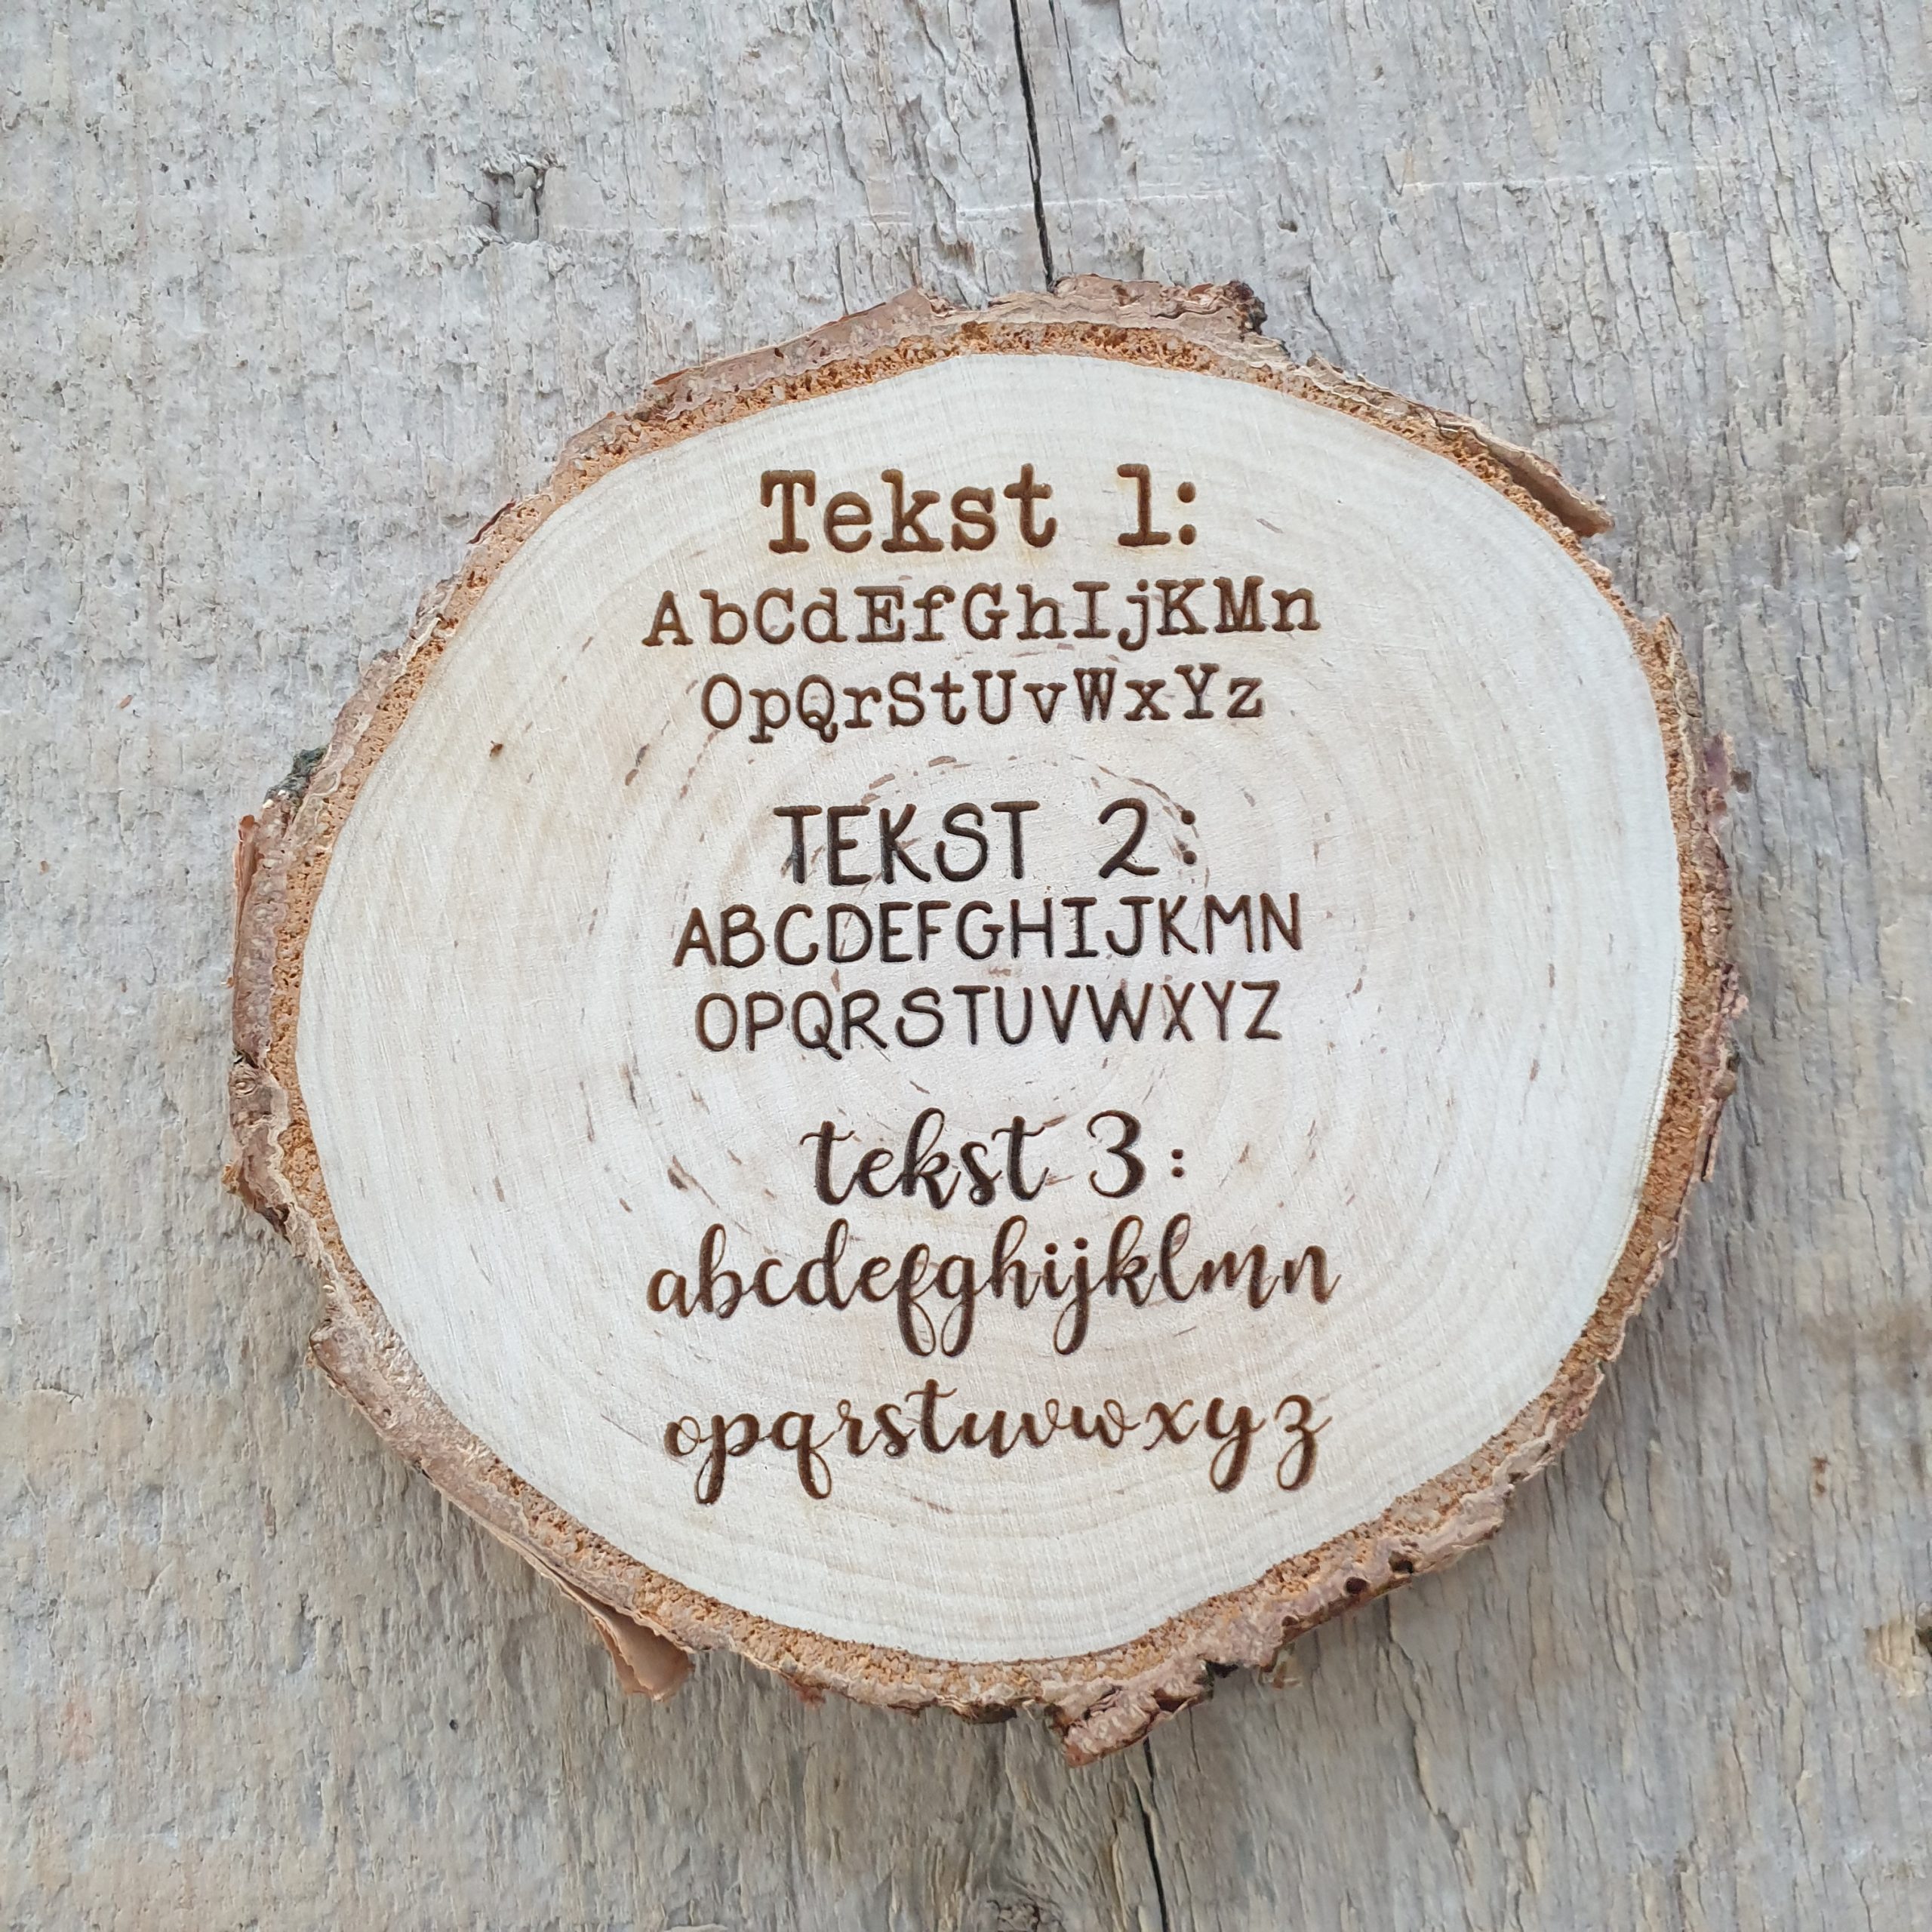 Tekst 1:
AbCdEfGhIjKMn
OpQrStUvWxYz
TEKST 2:
ABCDEFGHIJKMN
OPQRSTUVWXYZ
tekst 3:
abcdefghijklmn
opqrstuvwxyz